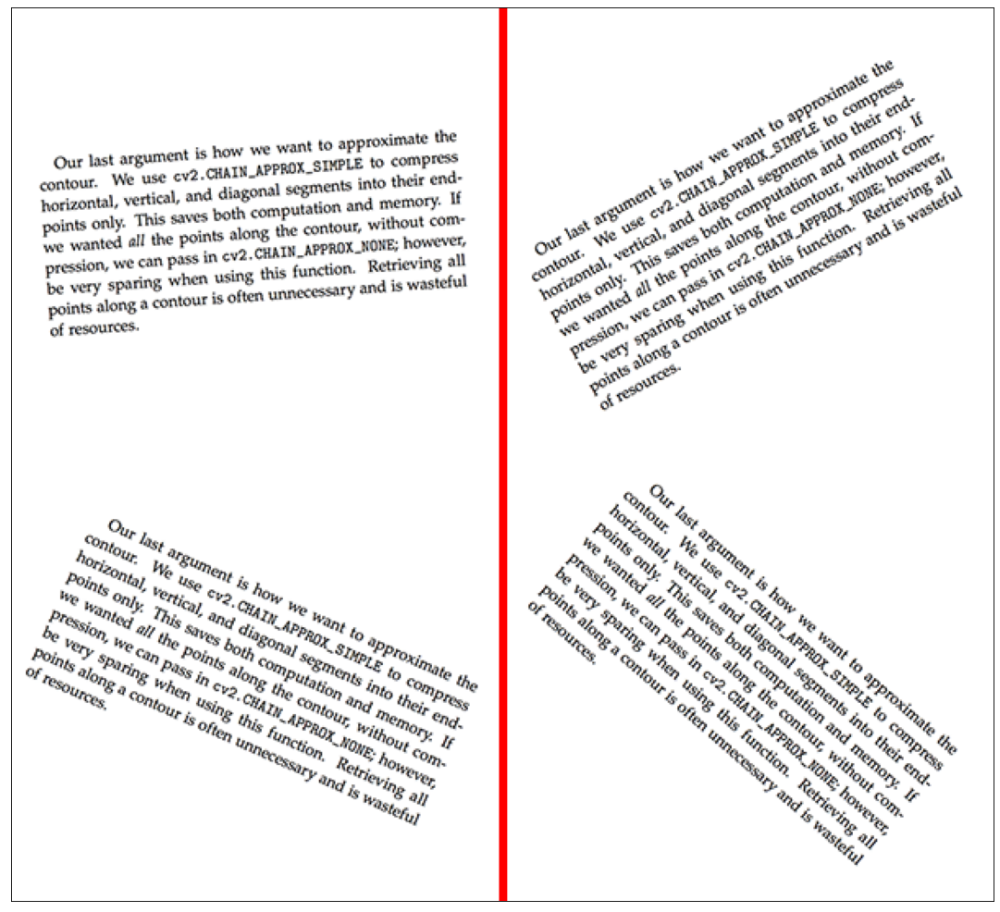 Our last argument is how we want to approximate the
contour. We use cv2.CHAIN_APPROX_SIMPLE to compress
horizontal, vertical, and diagonal segments into their end-
points only. This saves both computation and memory. If
we wanted all the points along the contour, without com-
pression, we can pass in cv2.CHAIN_APPROX_NONE; however,
be very sparing when using this function. Retrieving all
points along a contour is often unnecessary and is wasteful
of resources.
Our last argument is how we want to approximate the
contour. We use cv2.CHAIN_APPROX_SIMPLE to compress
horizontal, vertical, and diagonal segments into their end-
points only. This saves both computation and memory. If
we wanted all the points along the contour, without com-
pression, we can pass in cv2.CHAIN_APPROX_NONE; however,
be very sparing when using this function. Retrieving all
points along a contour is often unnecessary and is wasteful
of resources.
Our last argument is how we want to approximate the
contour. We use cv2.CHAIN_APPROX_SIMPLE to compress
horizontal, vertical, and diagonal segments into their end-
points only. This saves both computation and memory. If
we wanted all the points along the contour, without com-
pression, we can pass in cv2.CHAIN_APPROX_NONE; however,
be very sparing when using this function. Retrieving all
points along a contour is often unnecessary and is wasteful
of resources.
Our last argument is how we want to approximate the
contour. We use cv2.CHAIN_APPROX_SIMPLE to compress
horizontal, vertical, and diagonal segments into their end-
points only. This saves both computation and memory. If
we wanted all the points along the contour, without com-
pression, we can pass in cv2.CHAIN_APPROX_NONE; however,
be very sparing when using this function. Retrieving all
points along a contour is often unnecessary and is wasteful
of resources.